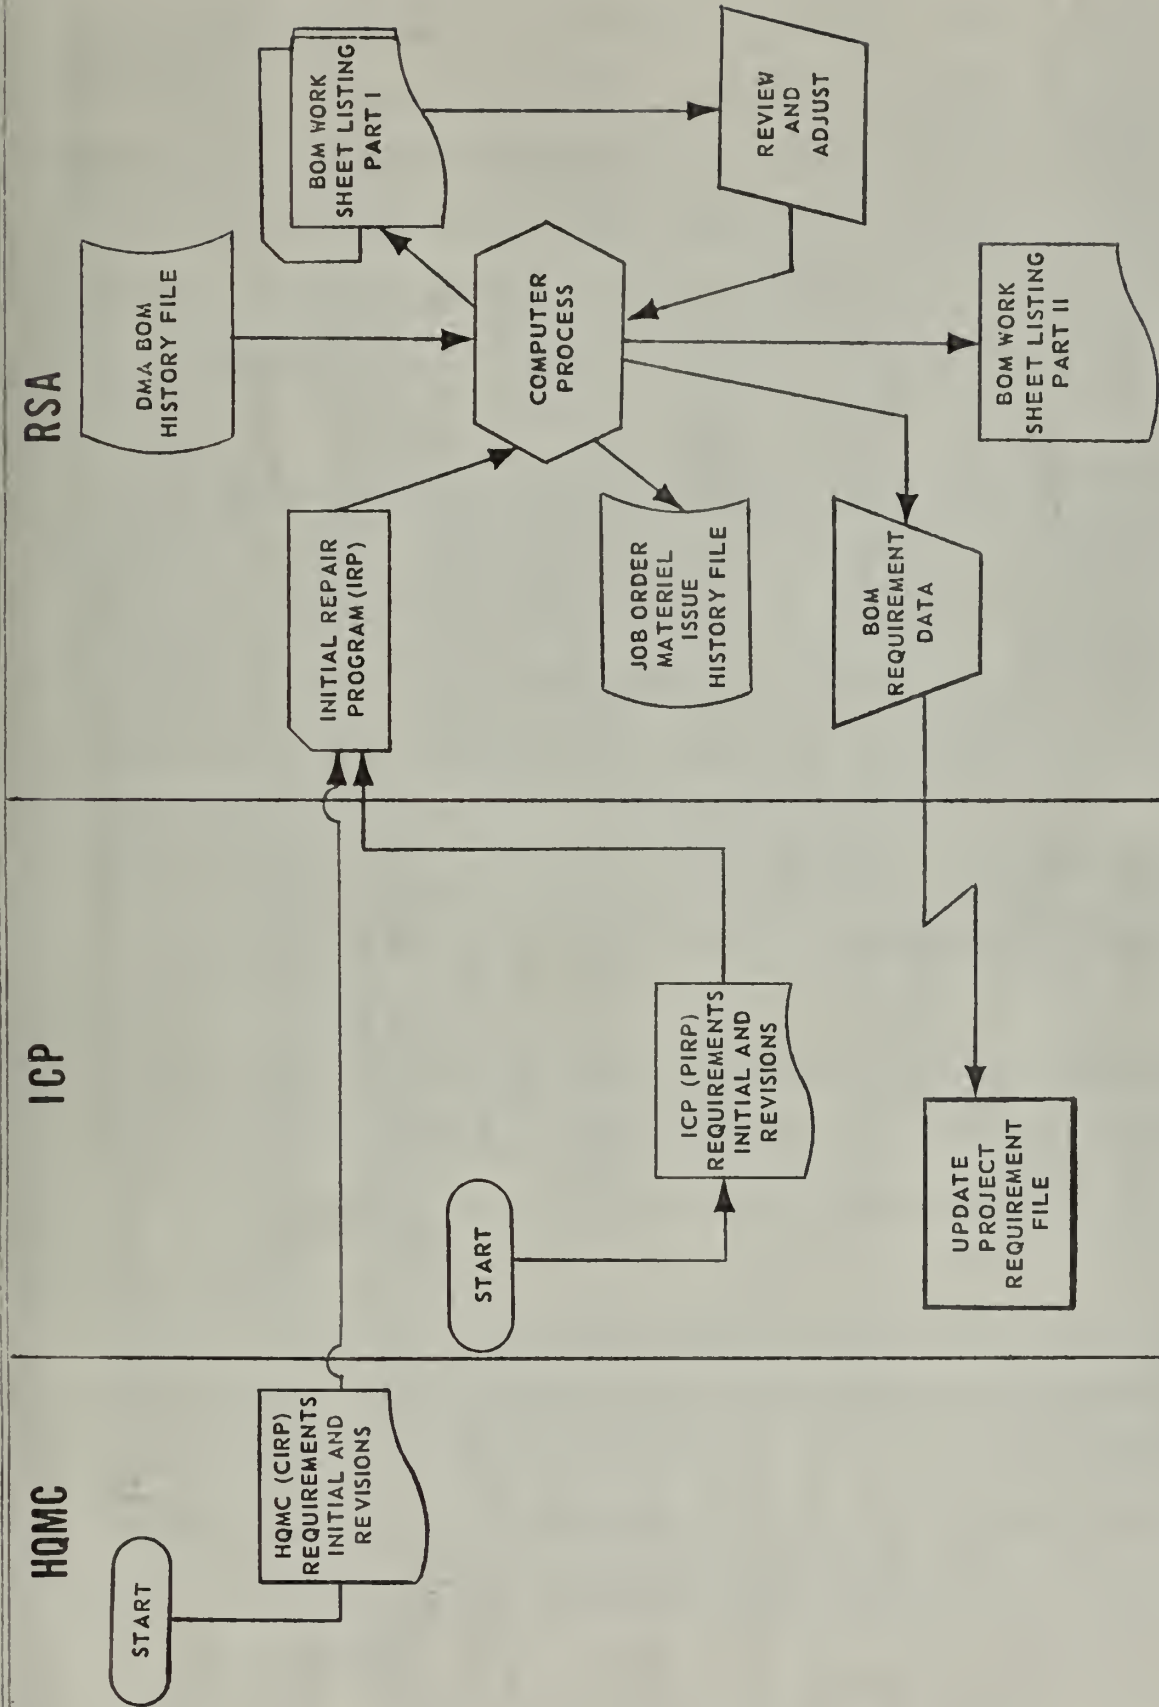 HQMC
ICP
RSA
START
HQMC (CIRP)
REQUIREMENTS
INITIAL AND
REVISIONS
START
ICP (PIRP)
REQUIREMENTS
INITIAL AND
REVISIONS
UPDATE
PROJECT
REQUIREMENT
FILE
DMA BOM
HISTORY FILE
INITIAL REPAIR
PROGRAM (IRP)
BOM WORK
SHEET LISTING
PART I
COMPUTER
PROCESS
JOB ORDER
MATERIEL
ISSUE
HISTORY FILE
REVIEW
AND
ADJUST
BOM
REQUIREMENT
DATA
BOM WORK
SHEET LISTING
PART II